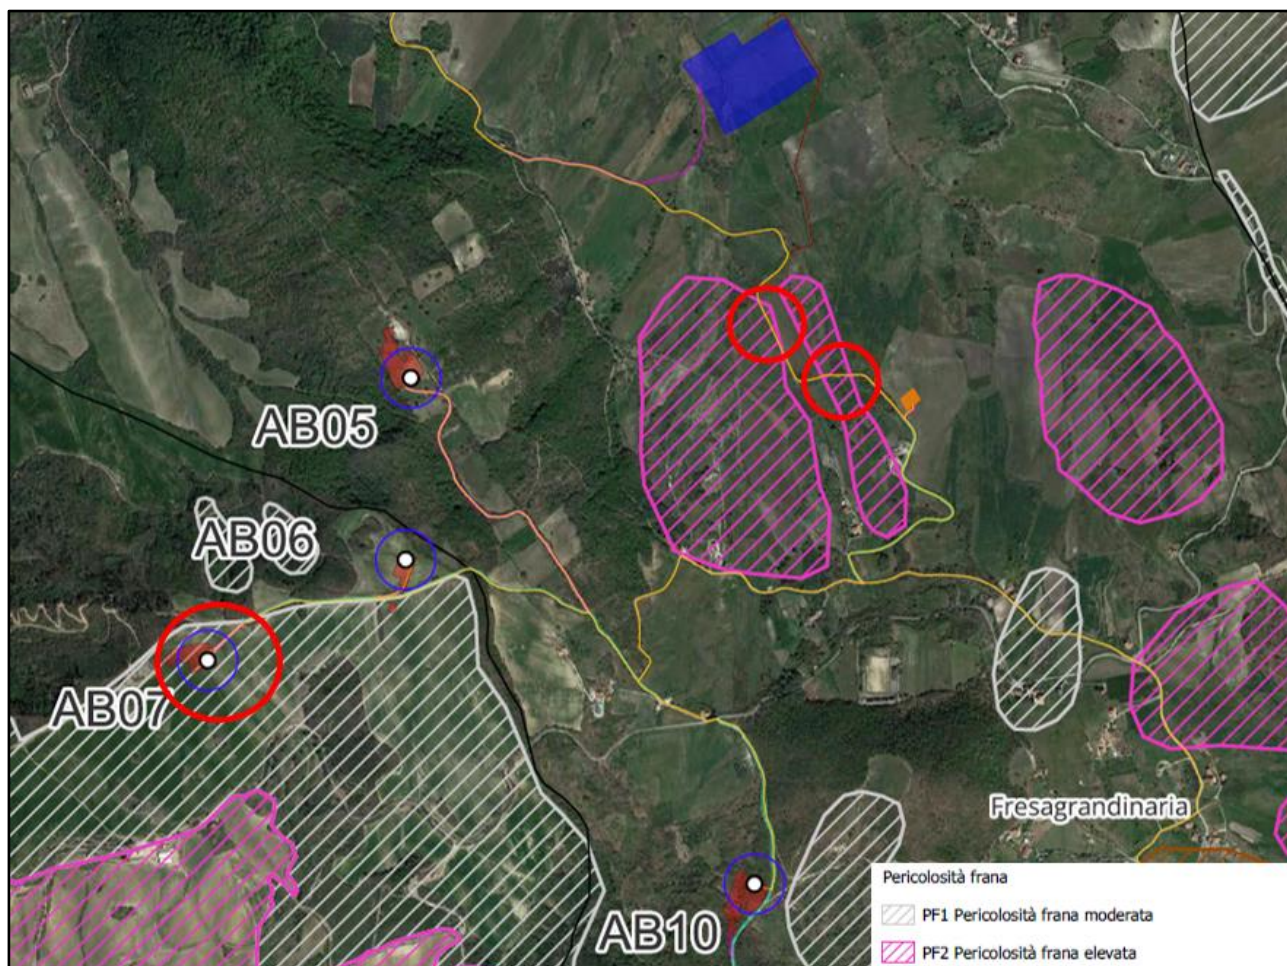 AB05
AB06
AB07
Fresagrandinaria
AB10
Pericolosità frana
PF1 Pericolosità frana moderata
PF2 Pericolosità frana elevata